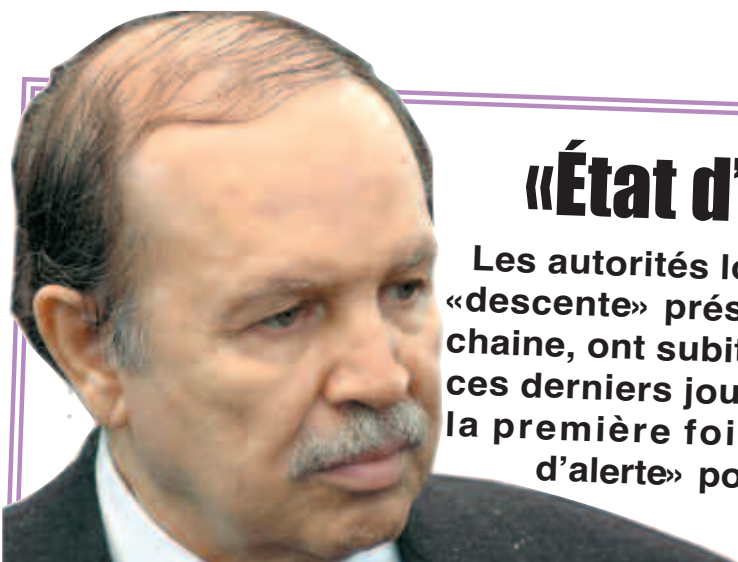 «État d'
Les autorités lo
«descente» prés
chaine, ont subit
ces derniers jou
la première foi
d'alerte» po